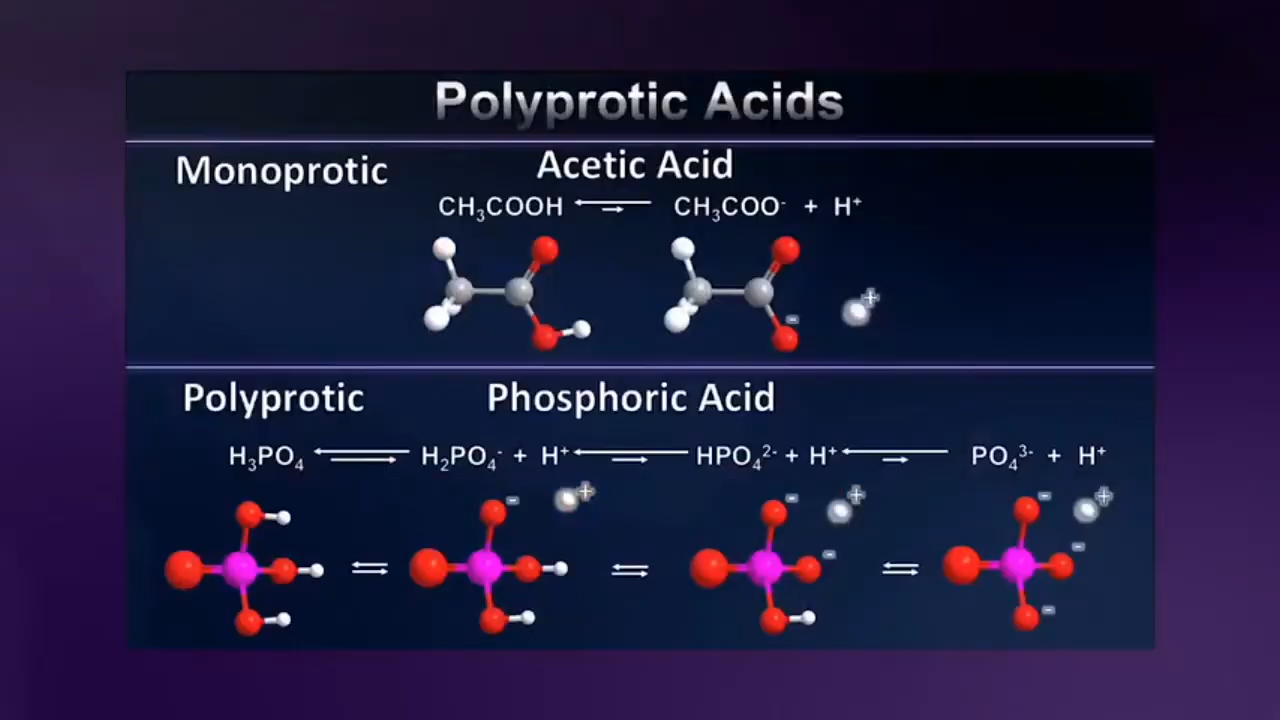 Polyprotic Acids
Monoprotic
Acetic Acid
CH₃COOH ⇌ CH₃COO⁻ + H⁺
Polyprotic
Phosphoric Acid
H₃PO₄ ⇌ H₂PO₄⁻ + H⁺ ⇌ HPO₄²⁻ + H⁺ ⇌ PO₄³⁻ + H⁺